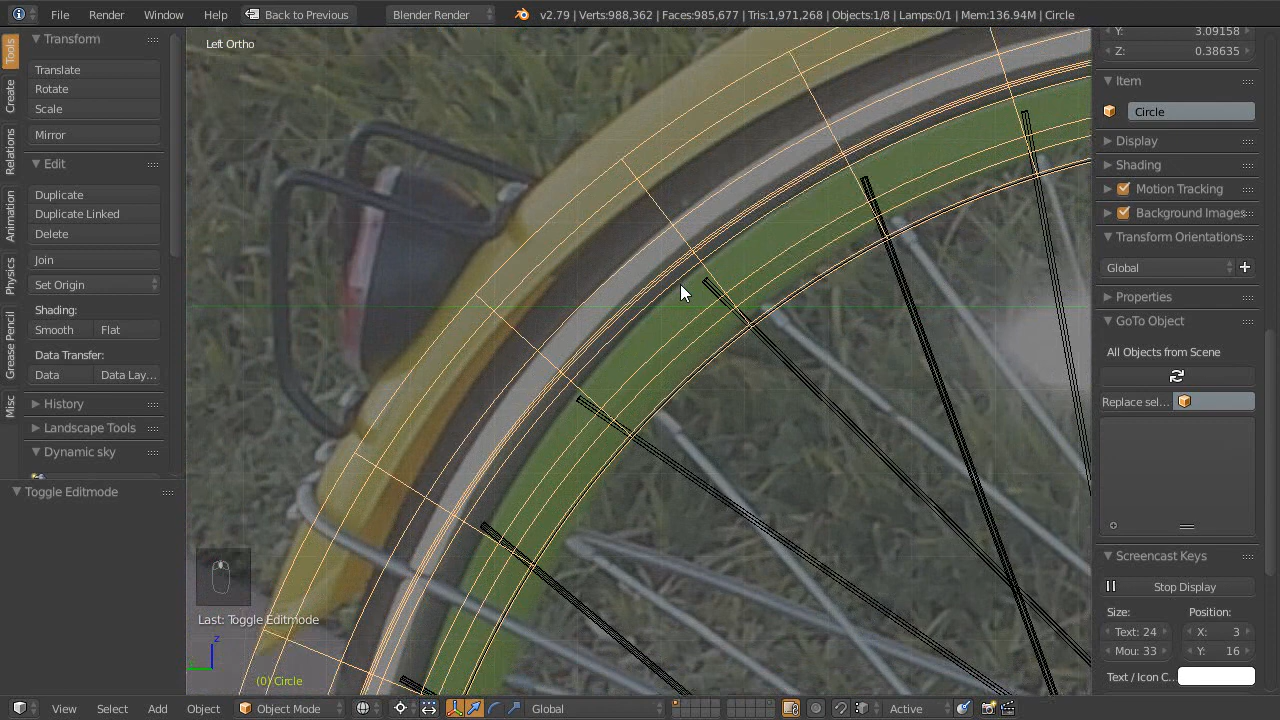 File Render Window Help Back to Previous Blender Render v2.79 | Verts:988,362 | Faces:985,677 | Tris:1,971,268 | Objects:1/8 | Lamps:0/1 | Mem:136.94M | Circle
Tools
Create
Relations
Animation
Physics
Grease Pencil
Misc
Transform
Translate
Rotate
Scale
Mirror
Edit
Duplicate
Duplicate Linked
Delete
Join
Set Origin
Shading:
Smooth Flat
Data Transfer:
Data Data Lay...
History
Landscape Tools
Dynamic sky
Toggle Editmode
Left Ortho
Last: Toggle Editmode
z
(0) Circle
Y: 3.09158
Z: 0.38635
Item
Circle
Display
Shading
Motion Tracking
Background Images
Transform Orientations
Global
Properties
GoTo Object
All Objects from Scene
Replace sel...
Screencast Keys
Stop Display
Size: Position:
Text: 24 X: 3
Mou: 33 Y: 16
Text / Icon C...
View Select Add Object Object Mode Global Active